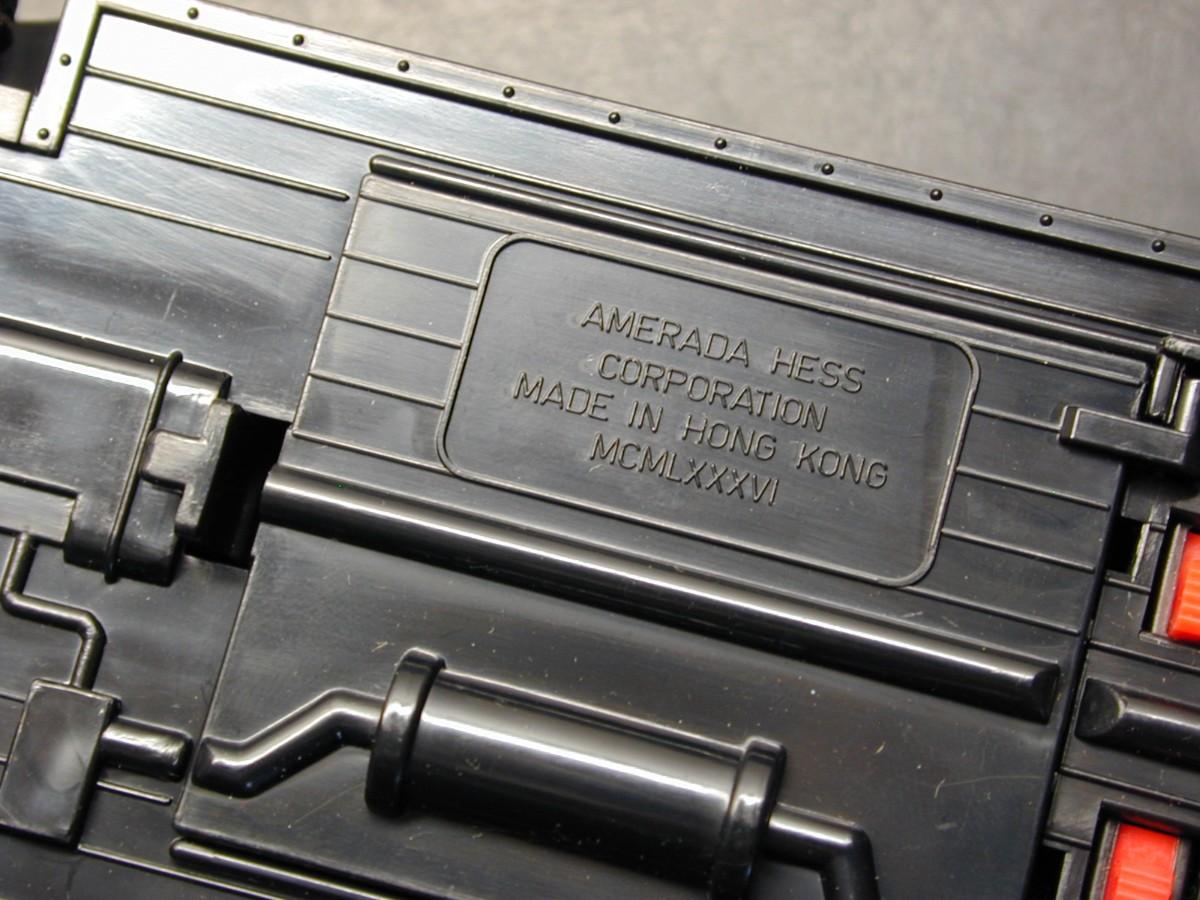 AMERADA HESS
CORPORATION
MADE IN HONG KONG
MCMLXXXVI